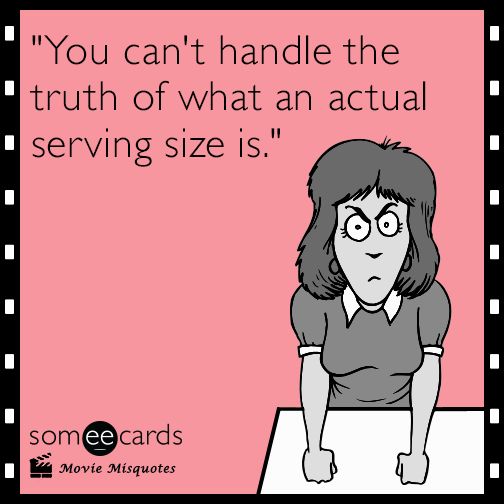 "You can't handle the
truth of what an actual
serving size is."
someecards
Movie Misquotes